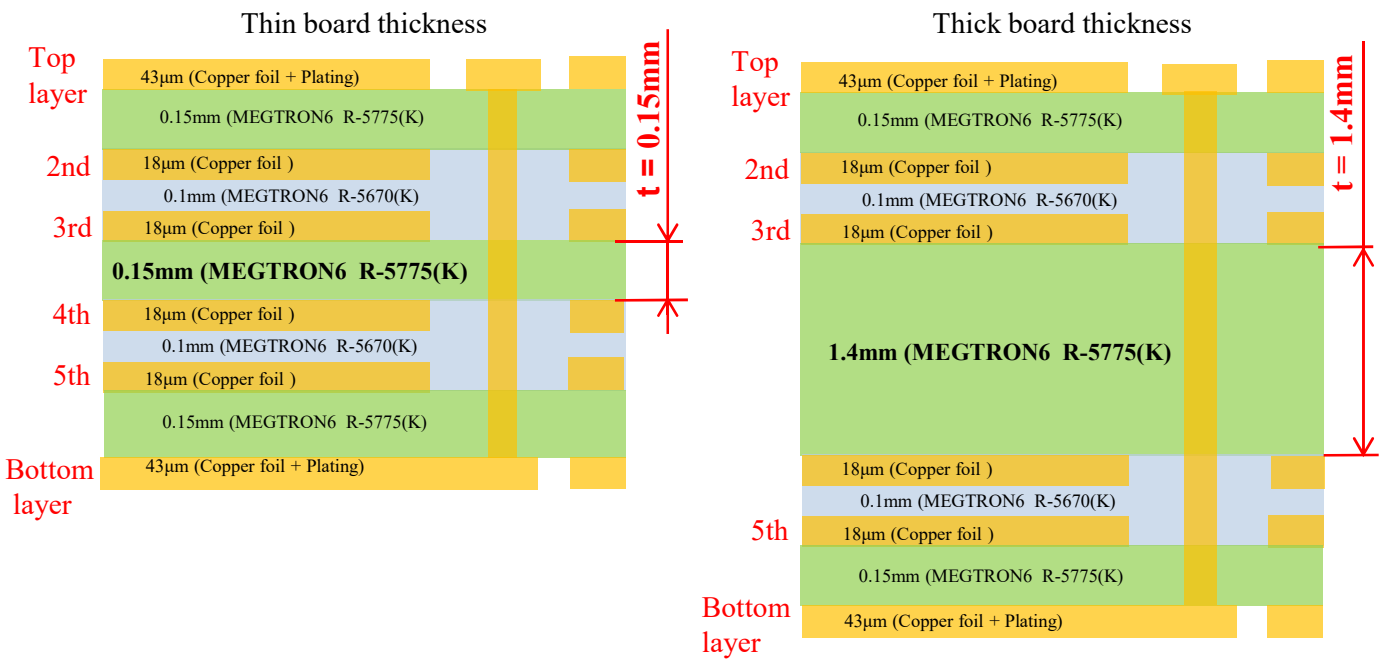 Thin board thickness
Top
layer
43μm (Copper foil + Plating)
0.15mm (MEGTRON6 R-5775(K)
2nd
18μm (Copper foil )
0.1mm (MEGTRON6 R-5670(K)
3rd
18μm (Copper foil )
0.15mm (MEGTRON6 R-5775(K)
4th
18μm (Copper foil )
0.1mm (MEGTRON6 R-5670(K)
5th
18μm (Copper foil )
0.15mm (MEGTRON6 R-5775(K)
Bottom
layer
43μm (Copper foil + Plating)
t = 0.15mm
Thick board thickness
Top
layer
43μm (Copper foil + Plating)
0.15mm (MEGTRON6 R-5775(K)
2nd
18μm (Copper foil )
0.1mm (MEGTRON6 R-5670(K)
3rd
18μm (Copper foil )
1.4mm (MEGTRON6 R-5775(K)
18μm (Copper foil )
0.1mm (MEGTRON6 R-5670(K)
5th
18μm (Copper foil )
0.15mm (MEGTRON6 R-5775(K)
Bottom
layer
43μm (Copper foil + Plating)
t = 1.4mm